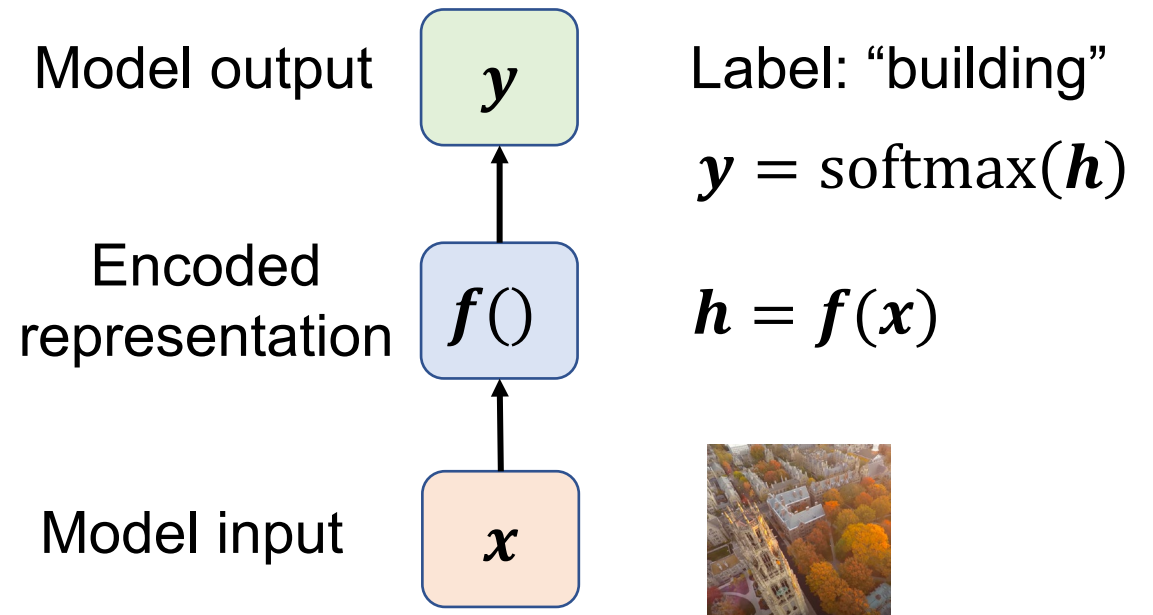 Model output
y
Label: “building”
y = softmax(h)
Encoded
representation
f()
h = f(x)
Model input
x